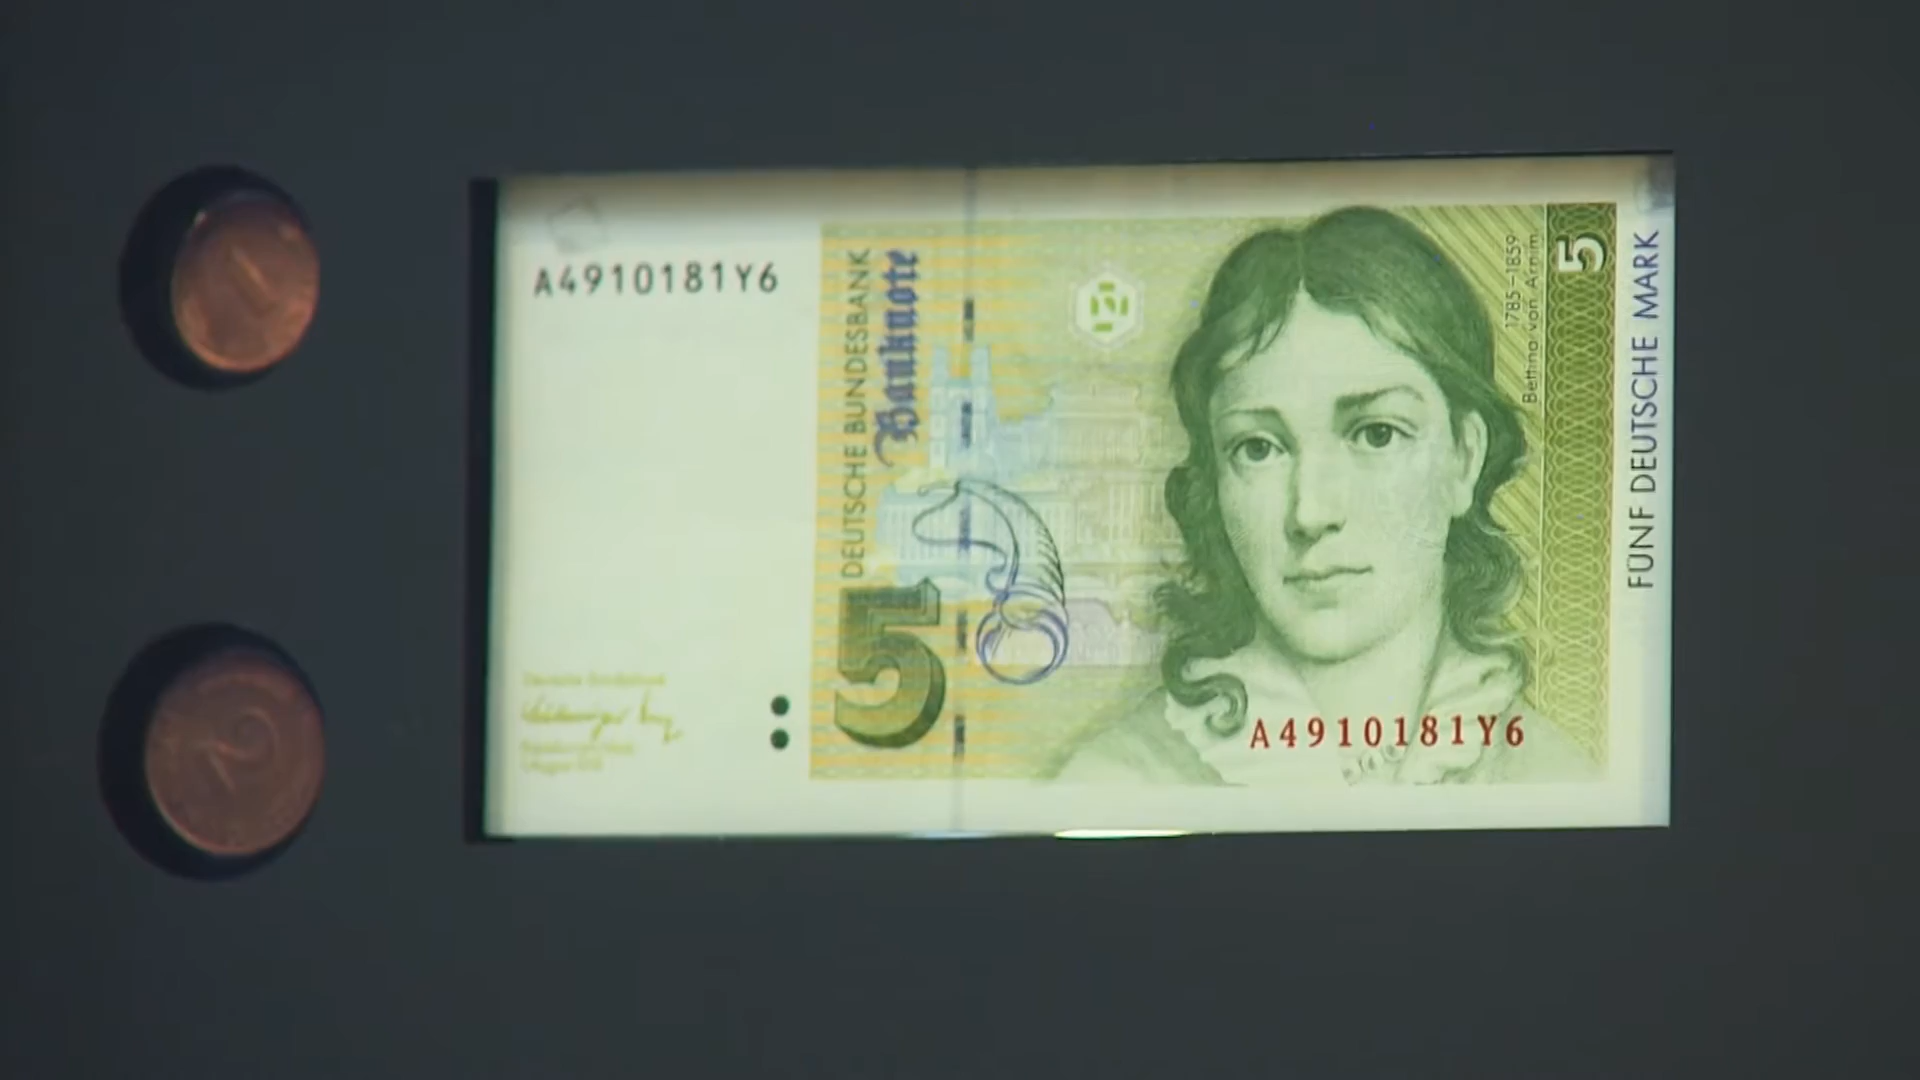 A4910181Y6
DEUTSCHE BUNDESBANK
Banknote
5
1785–1859
Bettina von Arnim
5
FÜNF DEUTSCHE MARK
A4910181Y6